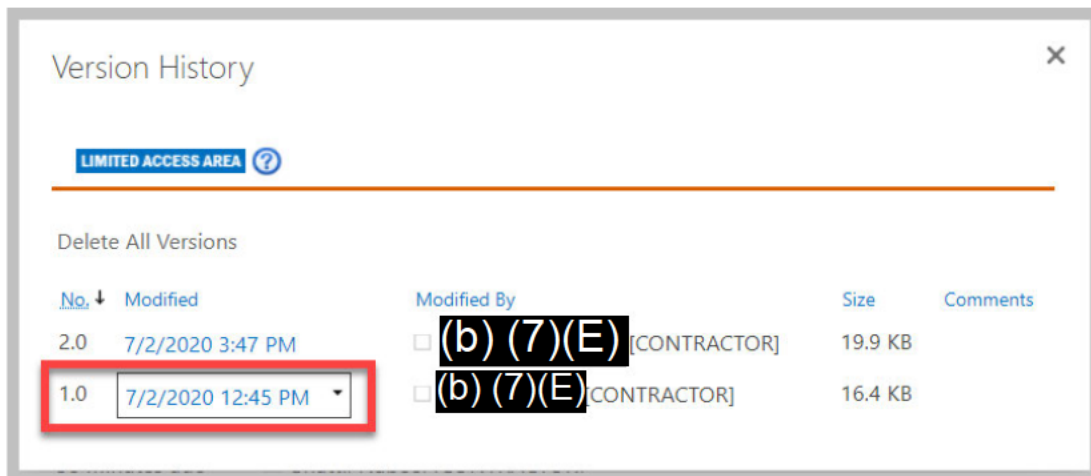 Version History
LIMITED ACCESS AREA ?
Delete All Versions
No. Modified Modified By Size Comments
2.0 7/2/2020 3:47 PM (b) (7)(E) [CONTRACTOR] 19.9 KB
1.0 7/2/2020 12:45 PM (b) (7)(E) [CONTRACTOR] 16.4 KB